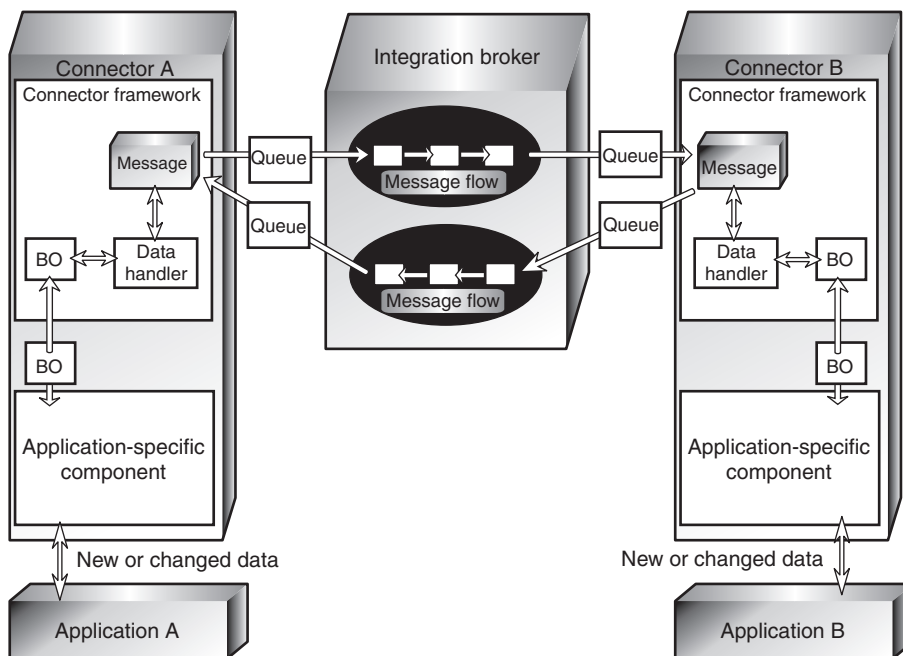 Connector A
Connector framework
Message
BO
Data
handler
BO
Application-specific
component
New or changed data
Application A
Queue
Queue
Integration broker
Message flow
Message flow
Queue
Queue
Connector B
Connector framework
Message
Data
handler
BO
BO
Application-specific
component
New or changed data
Application B